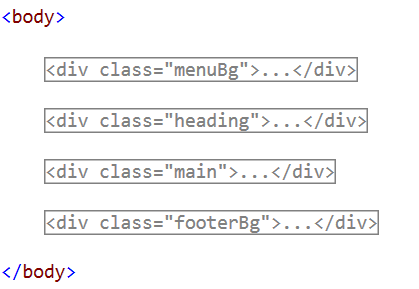 <body>
<div class="menuBg">...</div>
<div class="heading">...</div>
<div class="main">...</div>
<div class="footerBg">...</div>
</body>